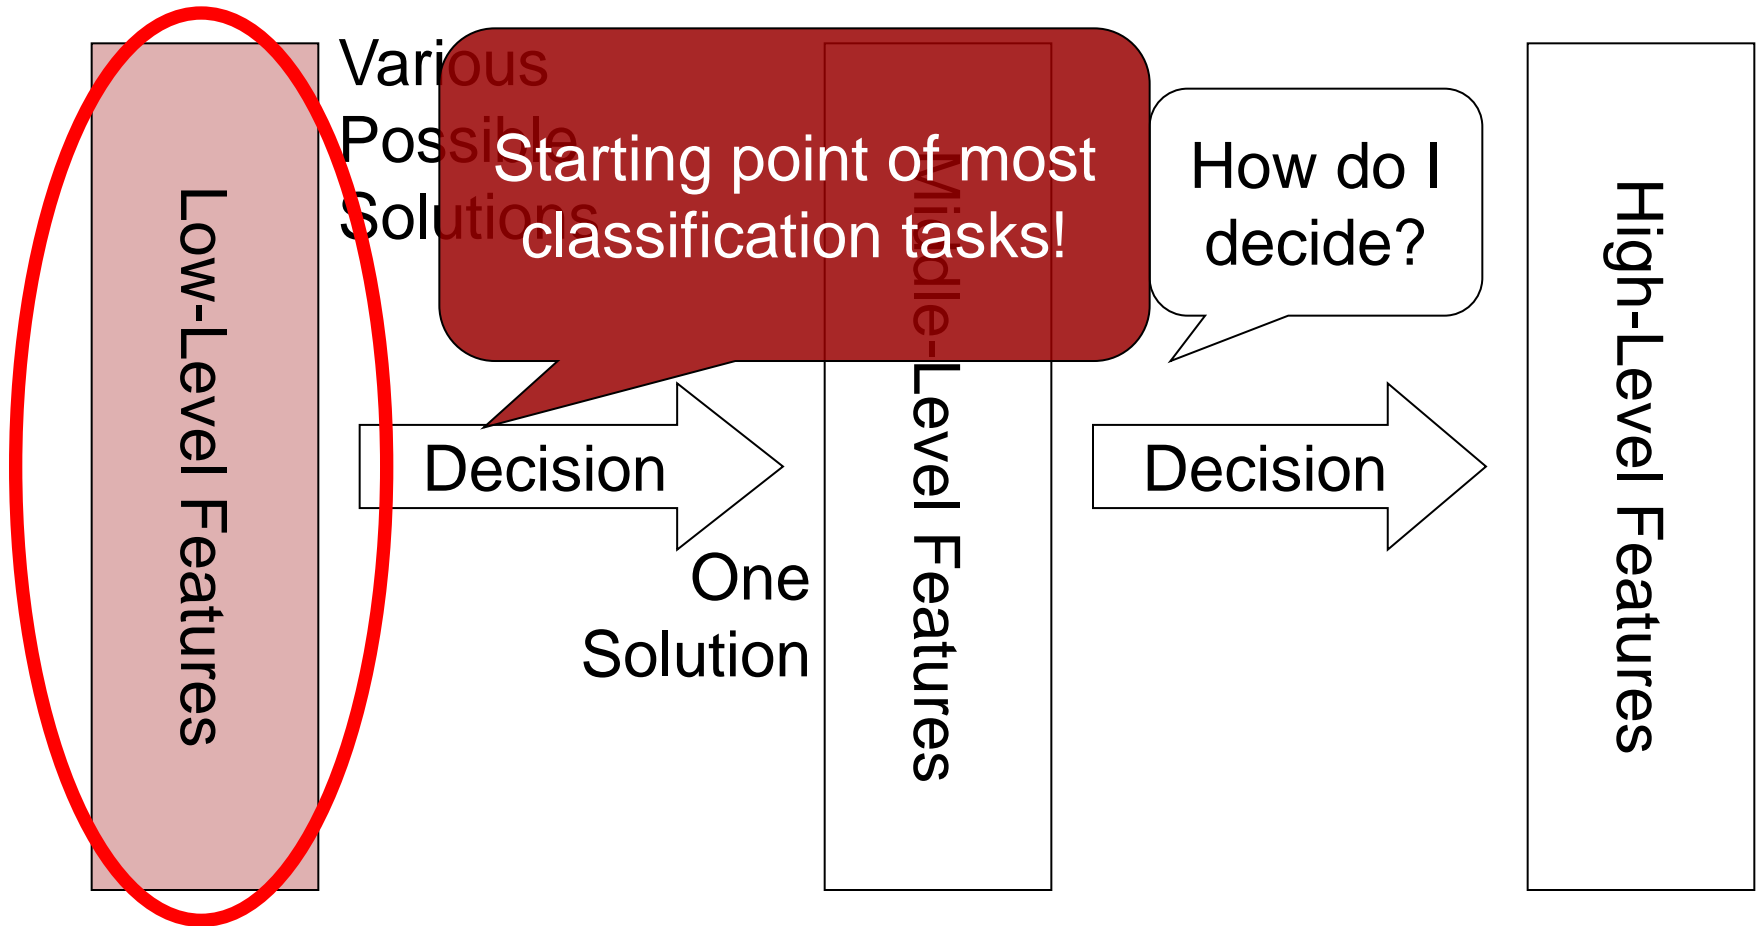 Low-Level Features
Various
Possible
Solutions
Starting point of most
classification tasks!
Decision
One
Solution
Middle-Level Features
How do I
decide?
Decision
High-Level Features